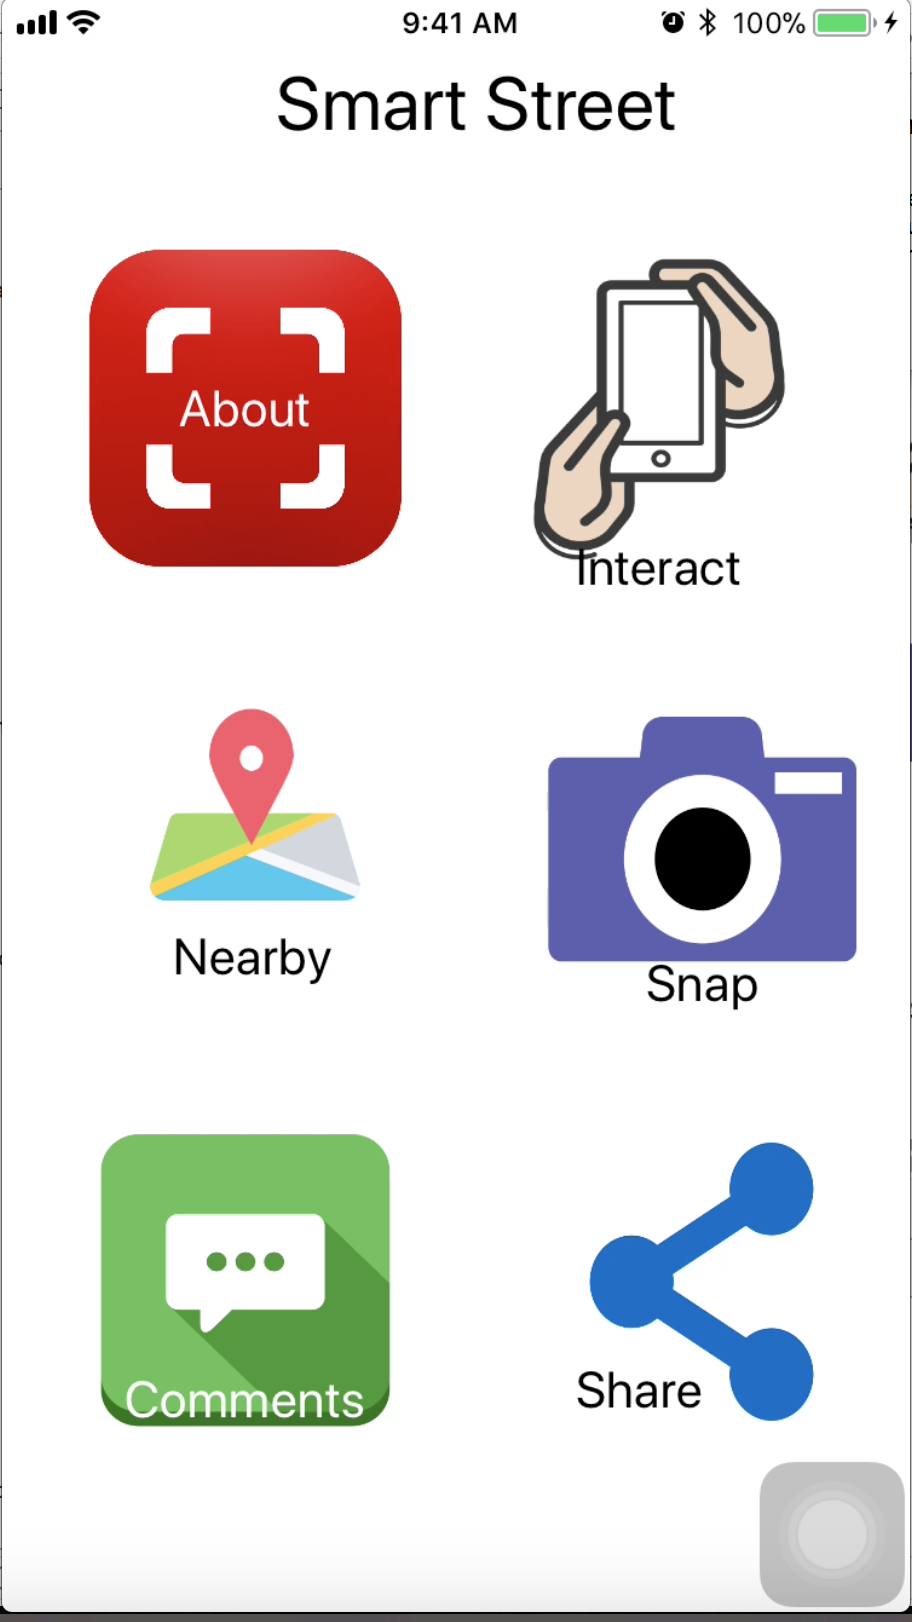 9:41 AM 100%
Smart Street
About
Interact
Nearby
Snap
Comments
Share